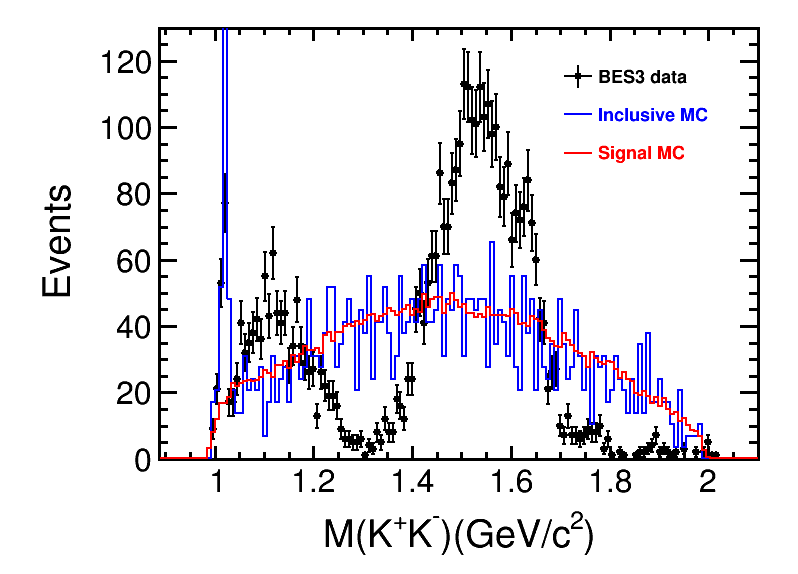 Events
120
100
80
60
40
20
0
1
1.2
1.4
1.6
1.8
2
M(K⁺K⁻)(GeV/c²)
BES3 data
Inclusive MC
Signal MC